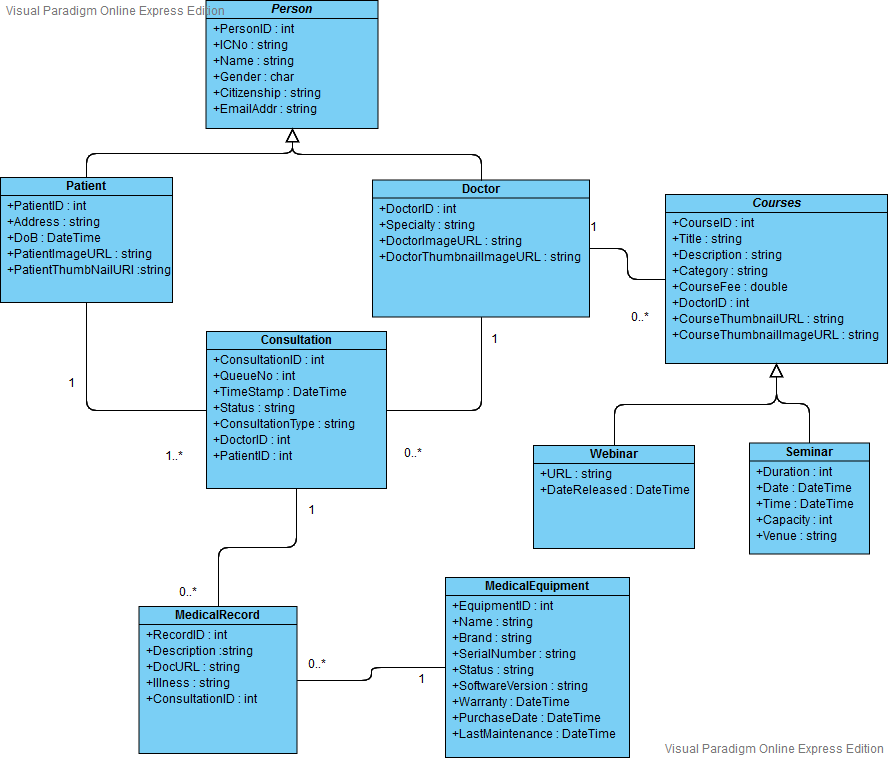 Visual Paradigm Online Express Edition
Person
+PersonID : int
+ICNo : string
+Name : string
+Gender : char
+Citizenship : string
+EmailAddr : string
Patient
+PatientID : int
+Address : string
+DoB : DateTime
+PatientImageURL : string
+PatientThumbNailURl :string
Doctor
+DoctorID : int
+Specialty : string
+DoctorImageURL : string
+DoctorThumbnailImageURL : string
Courses
+CourseID : int
+Title : string
+Description : string
+Category : string
+CourseFee : double
+DoctorID : int
+CourseThumbnailURL : string
+CourseThumbnailImageURL : string
1
0..*
1
1
1..*
0..*
Consultation
+ConsultationID : int
+QueueNo : int
+TimeStamp : DateTime
+Status : string
+ConsultationType : string
+DoctorID : int
+PatientID : int
Webinar
+URL : string
+DateReleased : DateTime
Seminar
+Duration : int
+Date : DateTime
+Time : DateTime
+Capacity : int
+Venue : string
1
0..*
MedicalRecord
+RecordID : int
+Description :string
+DocURL : string
+Illness : string
+ConsultationID : int
0..*
1
MedicalEquipment
+EquipmentID : int
+Name : string
+Brand : string
+SerialNumber : string
+Status : string
+SoftwareVersion : string
+Warranty : DateTime
+PurchaseDate : DateTime
+LastMaintenance : DateTime
Visual Paradigm Online Express Edition